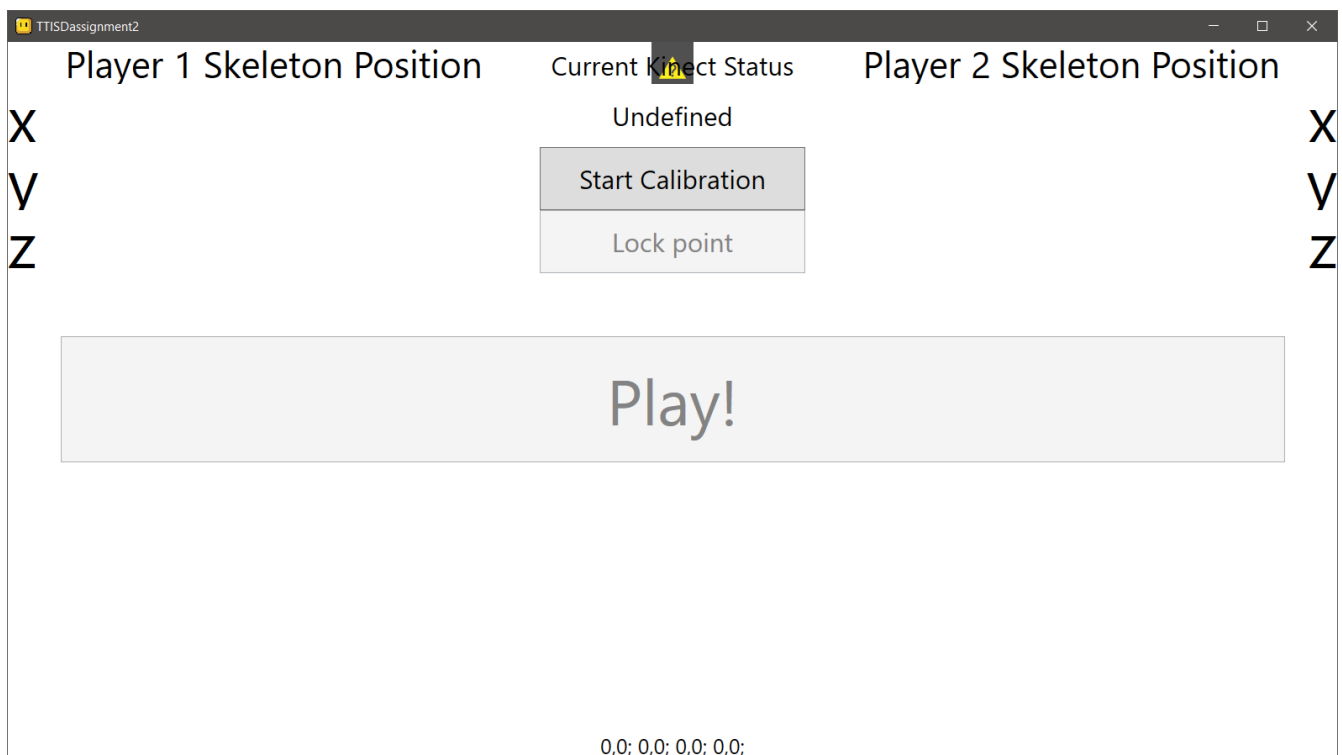 TTISDassignment2
Player 1 Skeleton Position
Current Kinect Status
Player 2 Skeleton Position
Undefined
x
x
Start Calibration
y
y
Lock point
z
z
Play!
0,0; 0,0; 0,0; 0,0;